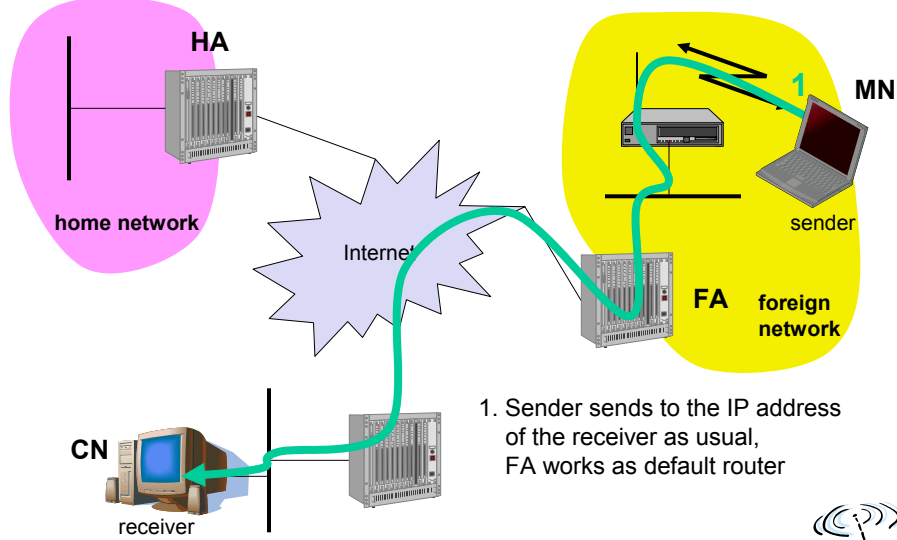 HA
1
MN
home network
sender
Internet
FA
foreign
network
1. Sender sends to the IP address
of the receiver as usual,
FA works as default router
CN
receiver